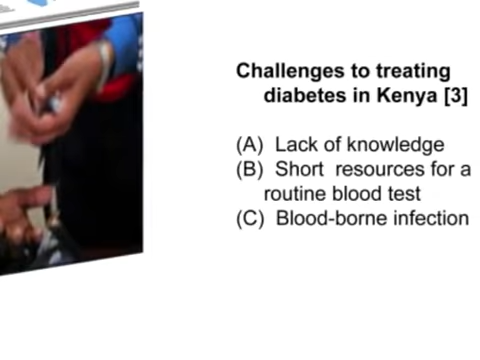 Challenges to treating
diabetes in Kenya [3]
(A) Lack of knowledge
(B) Short resources for a
routine blood test
(C) Blood-borne infection